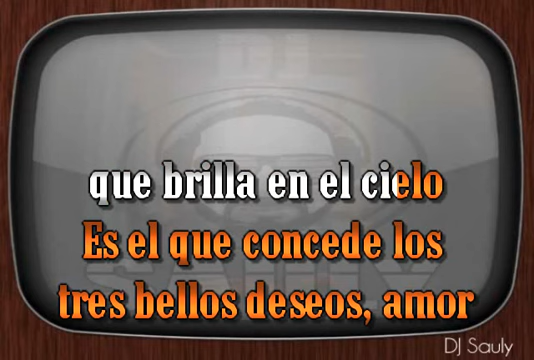 que brilla en el cielo
Es el que concede los
tres bellos deseos, amor
DJ Sauly